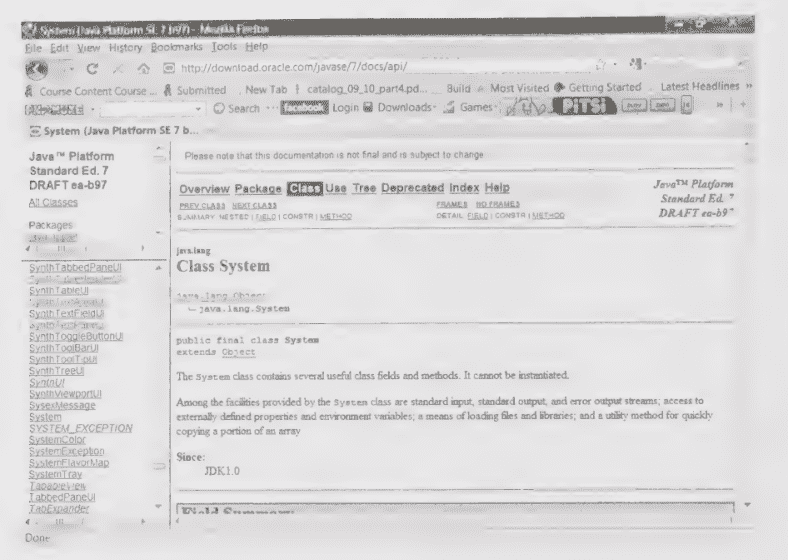 System (Java Platform SE 7 b97) - Mozilla Firefox
File Edit View History Bookmarks Tools Help
http://download.oracle.com/javase/7/docs/api/
Course Content Course ... Submitted New Tab catalog_09_10_part4.pd... Build Most Visited Getting Started Latest Headlines »
Search Login Downloads Games PiTSi »
System (Java Platform SE 7 b...
Java™ Platform
Standard Ed. 7
DRAFT ea-b97
All Classes
Packages
SynthTabbedPaneUI
SynthTableUI
SynthTextFieldUI
SynthToggleButtonUI
SynthToolBarUI
SynthToolTipUI
SynthTreeUI
SynthUI
SynthViewportUI
SysexMessage
System
SYSTEM_EXCEPTION
SystemColor
SystemException
SystemFlavorMap
SystemTray
TabableView
TabbedPaneUI
TabExpander
Please note that this documentation is not final and is subject to change
Overview Package Class Use Tree Deprecated Index Help
PREV CLASS NEXT CLASS
FRAMES NO FRAMES
SUMMARY NESTED | FIELD | CONSTR | METHOD
DETAIL FIELD | CONSTR | METHOD
Java™ Platform
Standard Ed. 7
DRAFT ea-b97
java.lang
Class System
java.lang.Object
java.lang.System
public final class System
extends Object
The System class contains several useful class fields and methods. It cannot be instantiated.
Among the facilities provided by the System class are standard input, standard output, and error output streams; access to
externally defined properties and environment variables; a means of loading files and libraries; and a utility method for quickly
copying a portion of an array
Since:
JDK1.0
Field Summary
Done